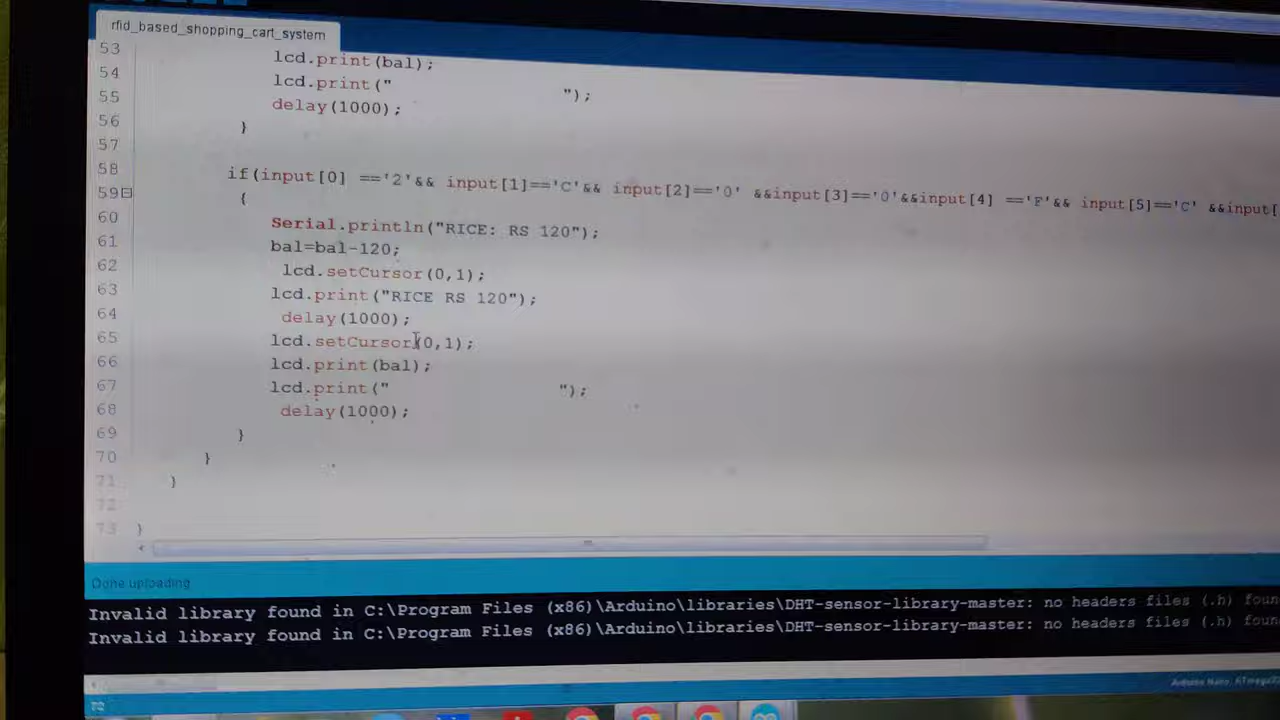 rfid_based_shopping_cart_system
53 lcd.print(bal);
54 lcd.print(" ");
55 delay(1000);
56 }
57
58 if(input[0] =='2'&& input[1]=='C'&& input[2]=='0' &&input[3]=='0'&&input[4] =='F'&& input[5]=='C' &&input[
59 {
60 Serial.println("RICE: RS 120");
61 bal=bal-120;
62 lcd.setCursor(0,1);
63 lcd.print("RICE RS 120");
64 delay(1000);
65 lcd.setCursor(0,1);
66 lcd.print(bal);
67 lcd.print(" ");
68 delay(1000);
69 }
70 }
71 }
72
73 }
Done uploading
Invalid library found in C:\Program Files (x86)\Arduino\libraries\DHT-sensor-library-master: no headers files (.h) foun
Invalid library found in C:\Program Files (x86)\Arduino\libraries\DHT-sensor-library-master: no headers files (.h) foun
Arduino Nano,